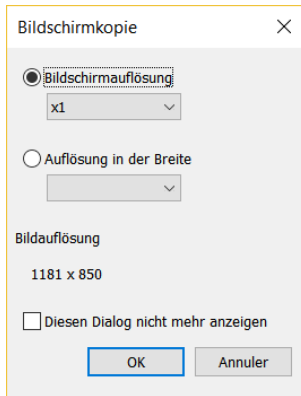 Bildschirmkopie
Bildschirmauflösung
x1
Auflösung in der Breite
Bildauflösung
1181 x 850
Diesen Dialog nicht mehr anzeigen
OK Annuler